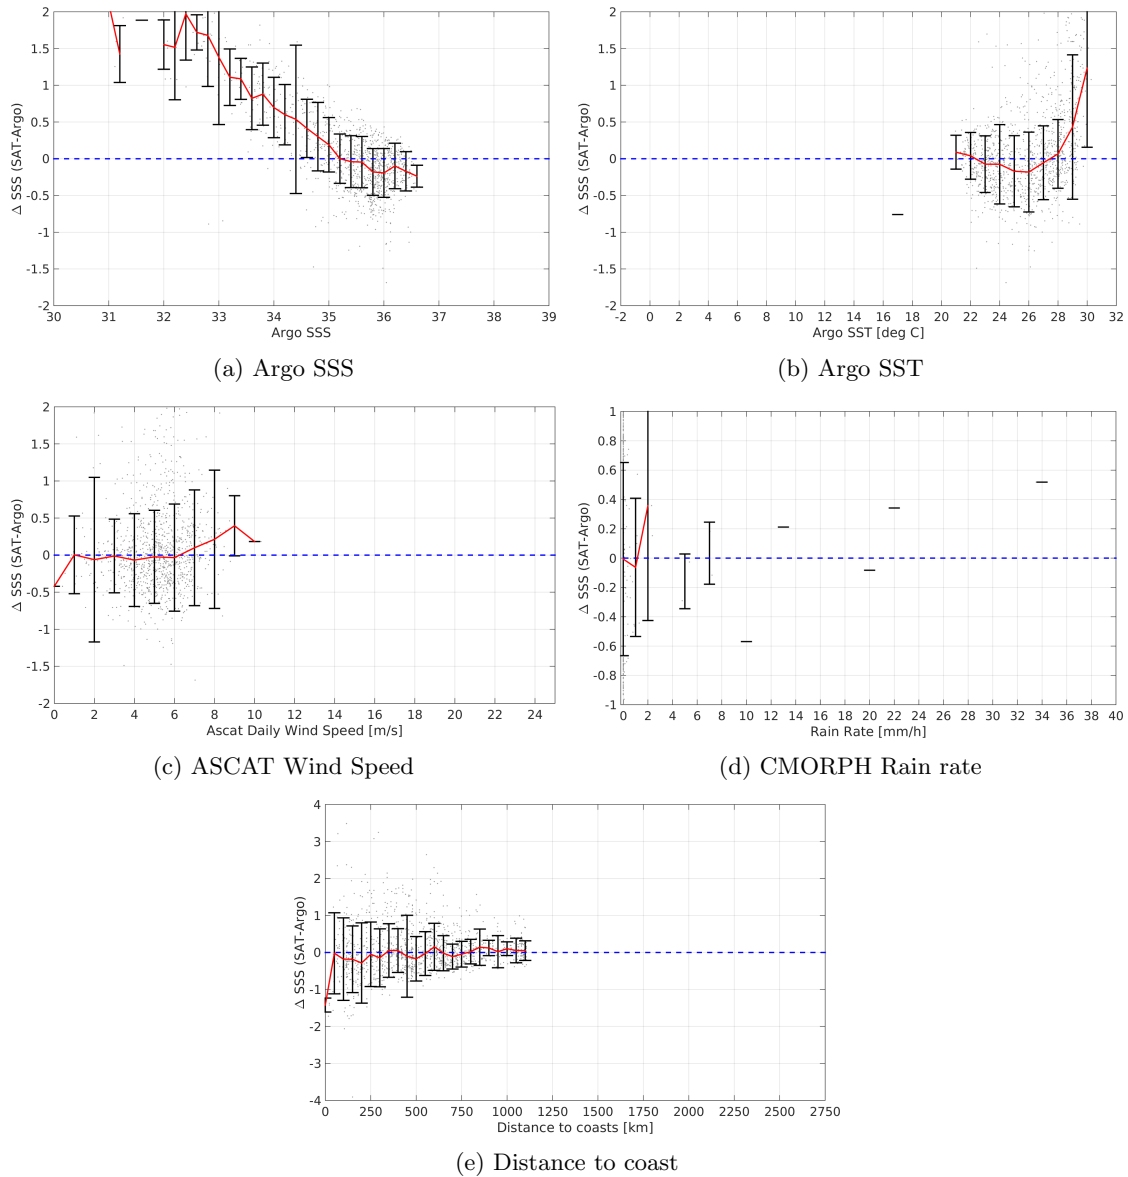 2
1.5
1
0.5
0
-0.5
-1
-1.5
-2
Δ SSS (SAT-Argo)
30 31 32 33 34 35 36 37 38 39
Argo SSS
(a) Argo SSS
2
1.5
1
0.5
0
-0.5
-1
-1.5
-2
Δ SSS (SAT-Argo)
-2 0 2 4 6 8 10 12 14 16 18 20 22 24 26 28 30 32
Argo SST [deg C]
(b) Argo SST
2
1.5
1
0.5
0
-0.5
-1
-1.5
-2
Δ SSS (SAT-Argo)
0 2 4 6 8 10 12 14 16 18 20 22 24
Ascat Daily Wind Speed [m/s]
(c) ASCAT Wind Speed
1
0.8
0.6
0.4
0.2
0
-0.2
-0.4
-0.6
-0.8
-1
Δ SSS (SAT-Argo)
0 2 4 6 8 10 12 14 16 18 20 22 24 26 28 30 32 34 36 38 40
Rain Rate [mm/h]
(d) CMORPH Rain rate
4
3
2
1
0
-1
-2
-3
-4
Δ SSS (SAT-Argo)
0 250 500 750 1000 1250 1500 1750 2000 2250 2500 2750
Distance to coasts [km]
(e) Distance to coast